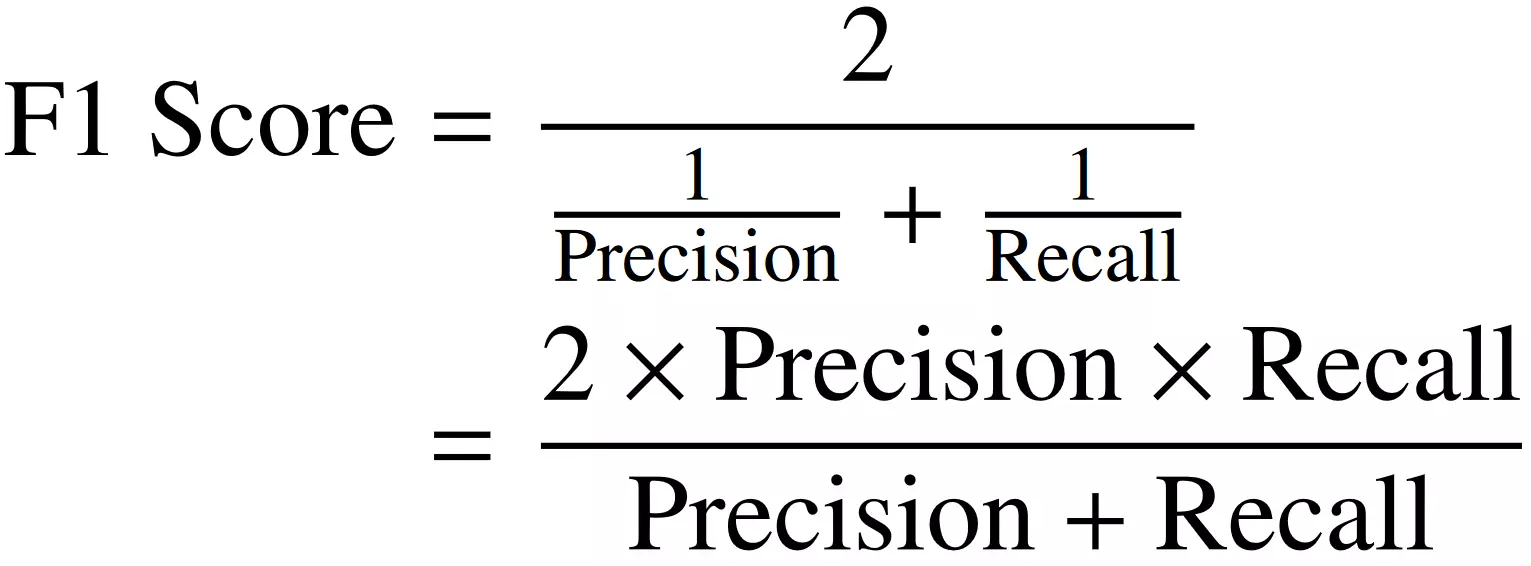 F1 Score = 2 / (1/Precision + 1/Recall)
= (2 × Precision × Recall) / (Precision + Recall)